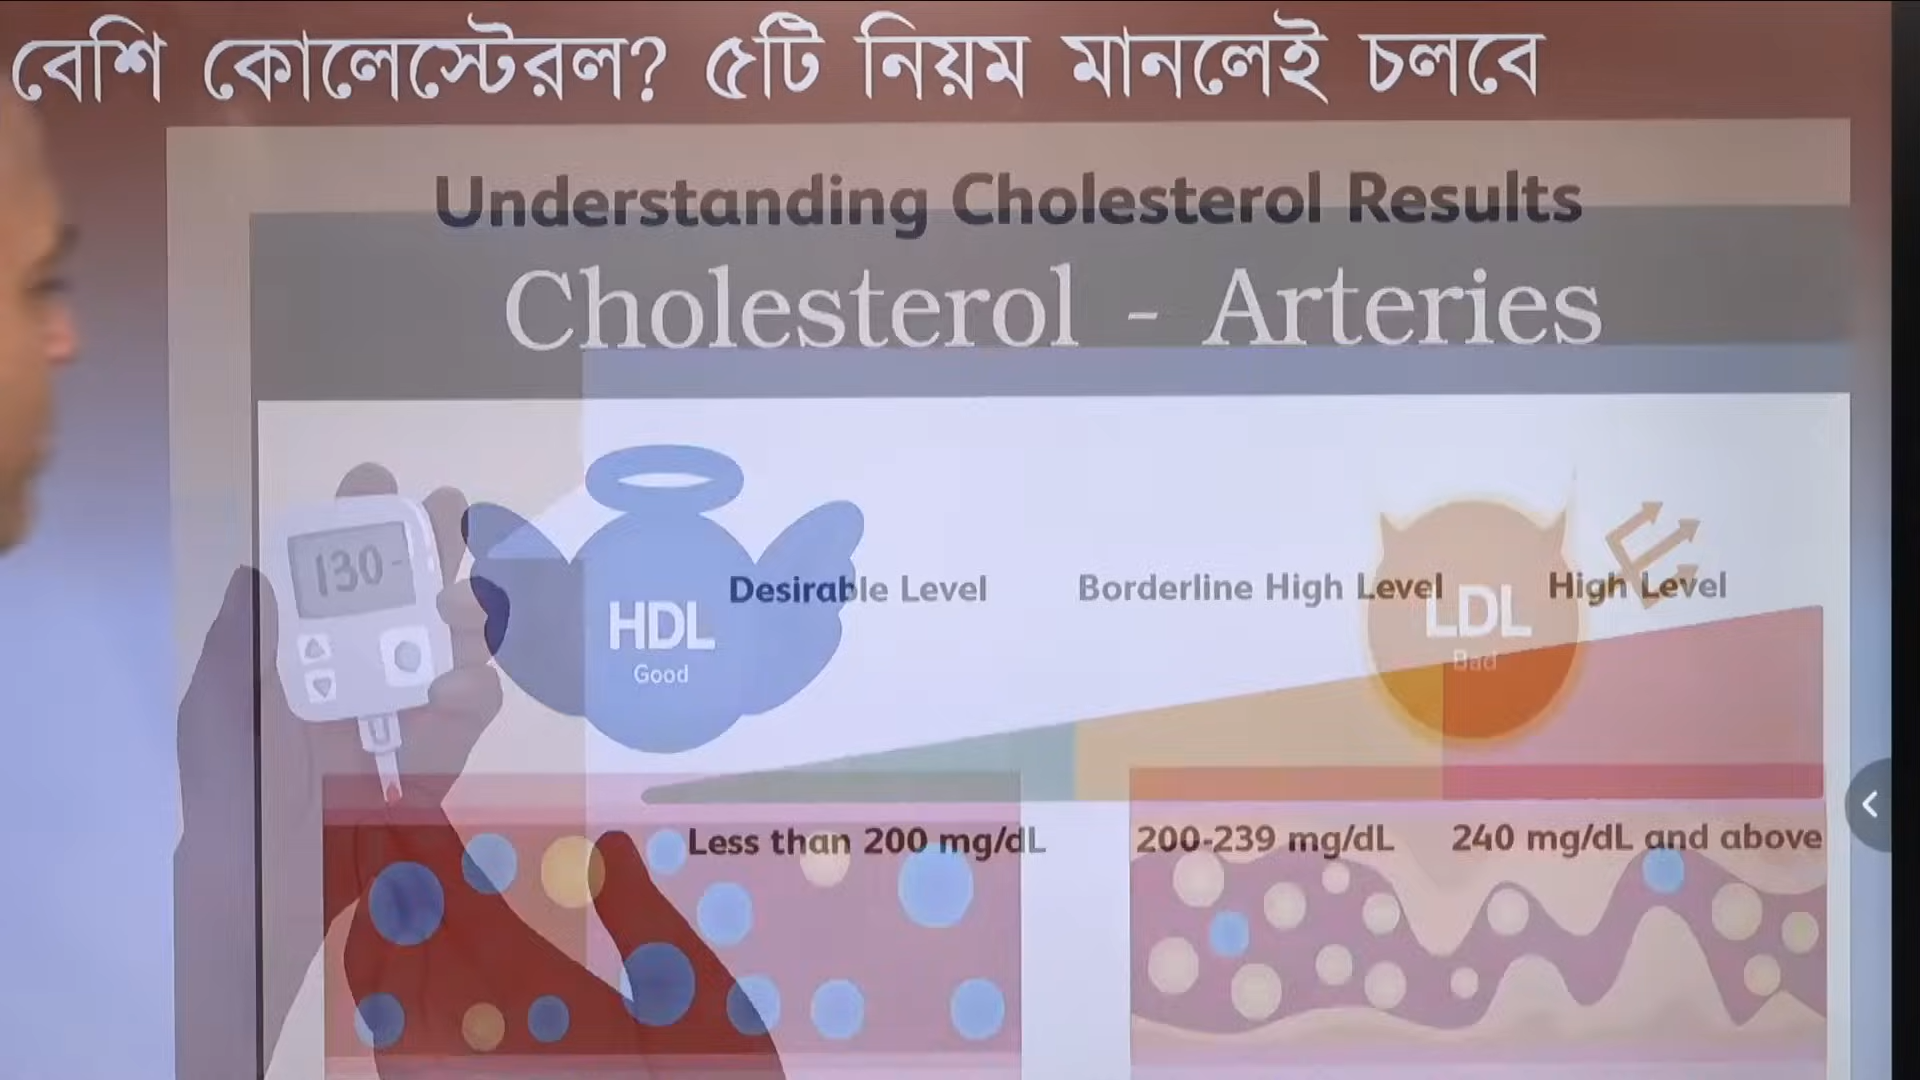 বেশি কোলেস্টেরল? ৫টি নিয়ম মানলেই চলবে
Understanding Cholesterol Results
Cholesterol - Arteries
130
Desirable Level
Borderline High Level
High Level
HDL
Good
LDL
Bad
Less than 200 mg/dL
200-239 mg/dL
240 mg/dL and above